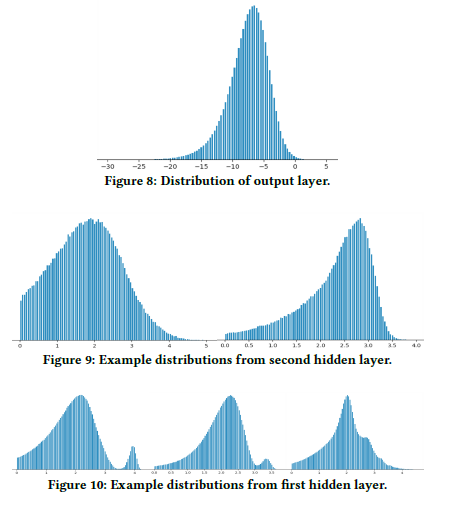 −30 −25 −20 −15 −10 −5 0 5
Figure 8: Distribution of output layer.
0 1 2 3 4 5 0.0 0.5 1.0 1.5 2.0 2.5 3.0 3.5 4.0
Figure 9: Example distributions from second hidden layer.
Figure 10: Example distributions from first hidden layer.